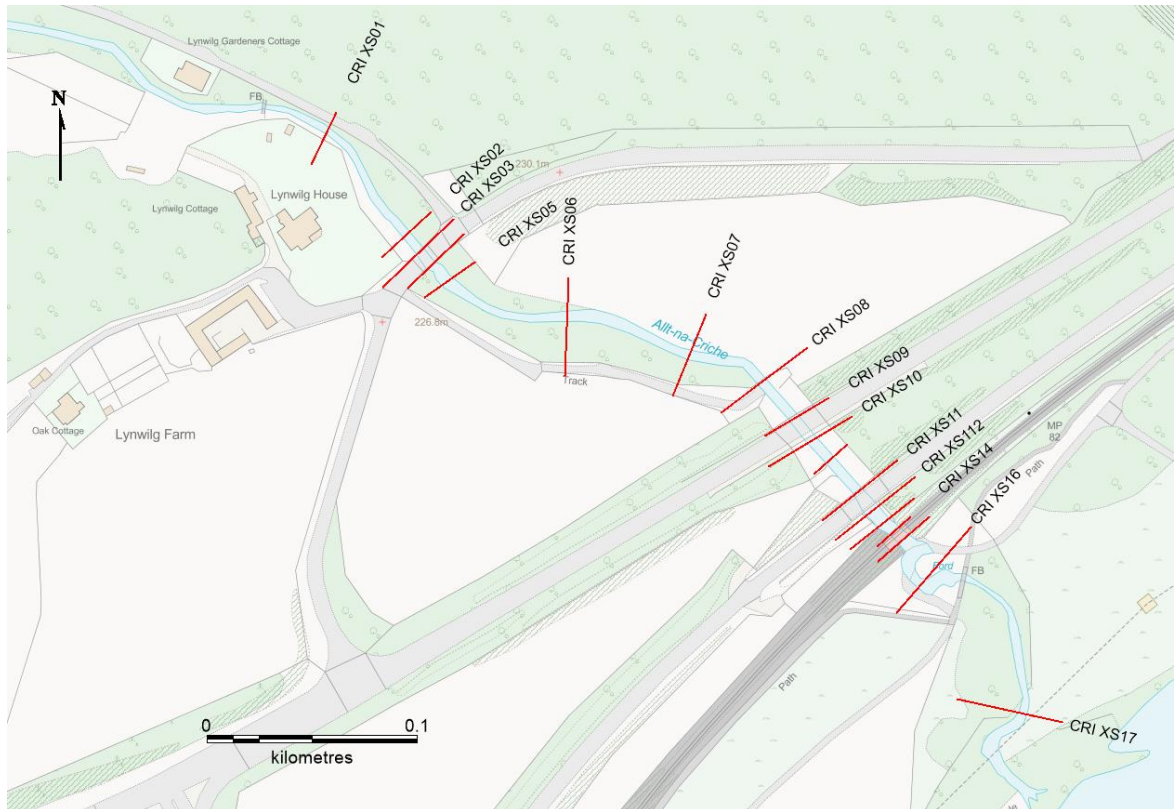 Lynwilg Gardeners Cottage
CRI XS01
N
FB
CRI XS02
CRI XS03
230.1m
CRI XS05
CRI XS06
Lynwilg House
Lynwilg Cottage
CRI XS07
226.8m
Allt-na-Criche
CRI XS08
Track
CRI XS09
CRI XS10
Oak Cottage
Lynwilg Farm
MP
82
CRI XS11
CRI XS112
CRI XS14
Path
CRI XS16
Ford
FB
Path
0
0.1
kilometres
CRI XS17